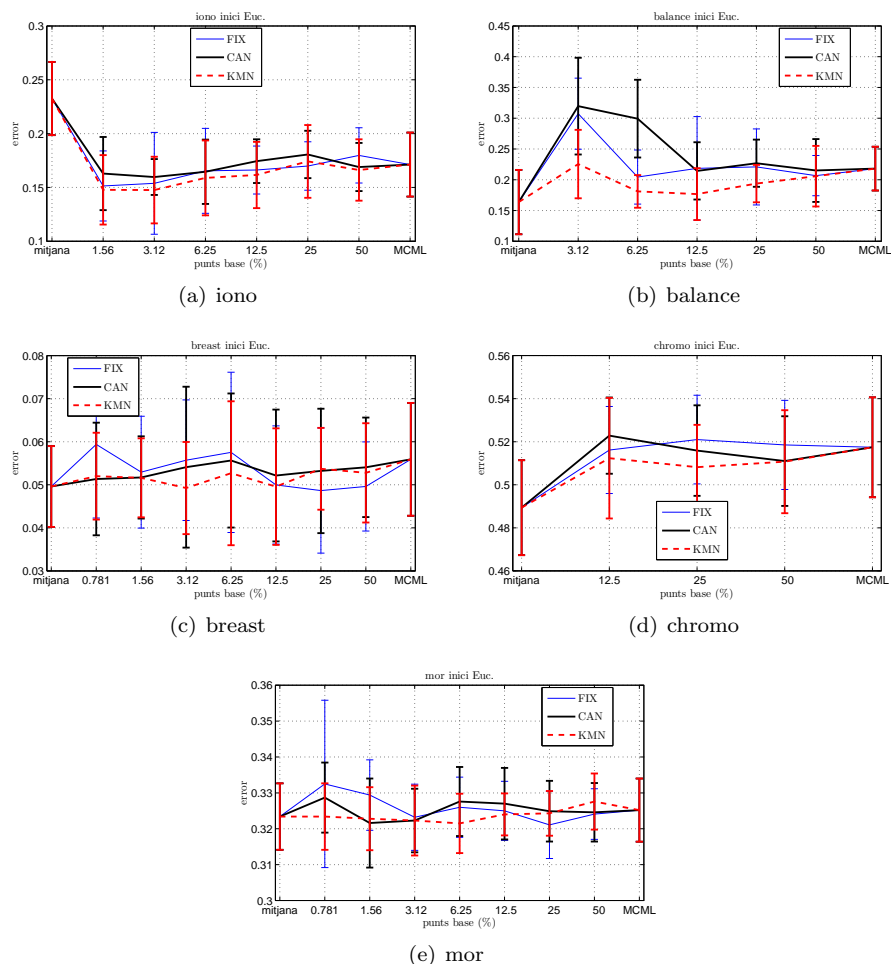 iono inici Euc.
0.3
0.25
0.2
0.15
0.1
error
FIX
CAN
KMN
mitjana 1.56 3.12 6.25 12.5 25 50 MCML
punts base (%)
(a) iono
balance inici Euc.
0.45
0.4
0.35
0.3
0.25
0.2
0.15
0.1
error
FIX
CAN
KMN
mitjana 3.12 6.25 12.5 25 50 MCML
punts base (%)
(b) balance
breast inici Euc.
0.08
0.07
0.06
0.05
0.04
0.03
error
FIX
CAN
KMN
mitjana 0.781 1.56 3.12 6.25 12.5 25 50 MCML
punts base (%)
(c) breast
chromo inici Euc.
0.56
0.54
0.52
0.5
0.48
0.46
error
FIX
CAN
KMN
mitjana 12.5 25 50 MCML
punts base (%)
(d) chromo
mor inici Euc.
0.36
0.35
0.34
0.33
0.32
0.31
0.3
error
FIX
CAN
KMN
mitjana 0.781 1.56 3.12 6.25 12.5 25 50 MCML
punts base (%)
(e) mor